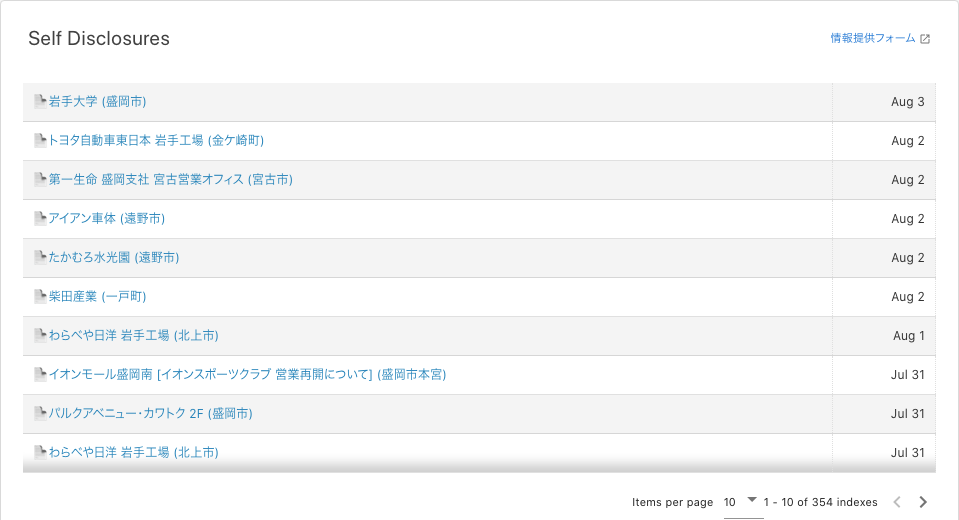 Self Disclosures
情報提供フォーム
岩手大学 (盛岡市) Aug 3
トヨタ自動車東日本 岩手工場 (金ケ崎町) Aug 2
第一生命 盛岡支社 宮古営業オフィス (宮古市) Aug 2
アイアン車体 (遠野市) Aug 2
たかむろ水光園 (遠野市) Aug 2
柴田産業 (一戸町) Aug 2
わらべや日洋 岩手工場 (北上市) Aug 1
イオンモール盛岡南 [イオンスポーツクラブ 営業再開について] (盛岡市本宮) Jul 31
パルクアベニュー・カワトク 2F (盛岡市) Jul 31
わらべや日洋 岩手工場 (北上市) Jul 31
Items per page 10 1 - 10 of 354 indexes